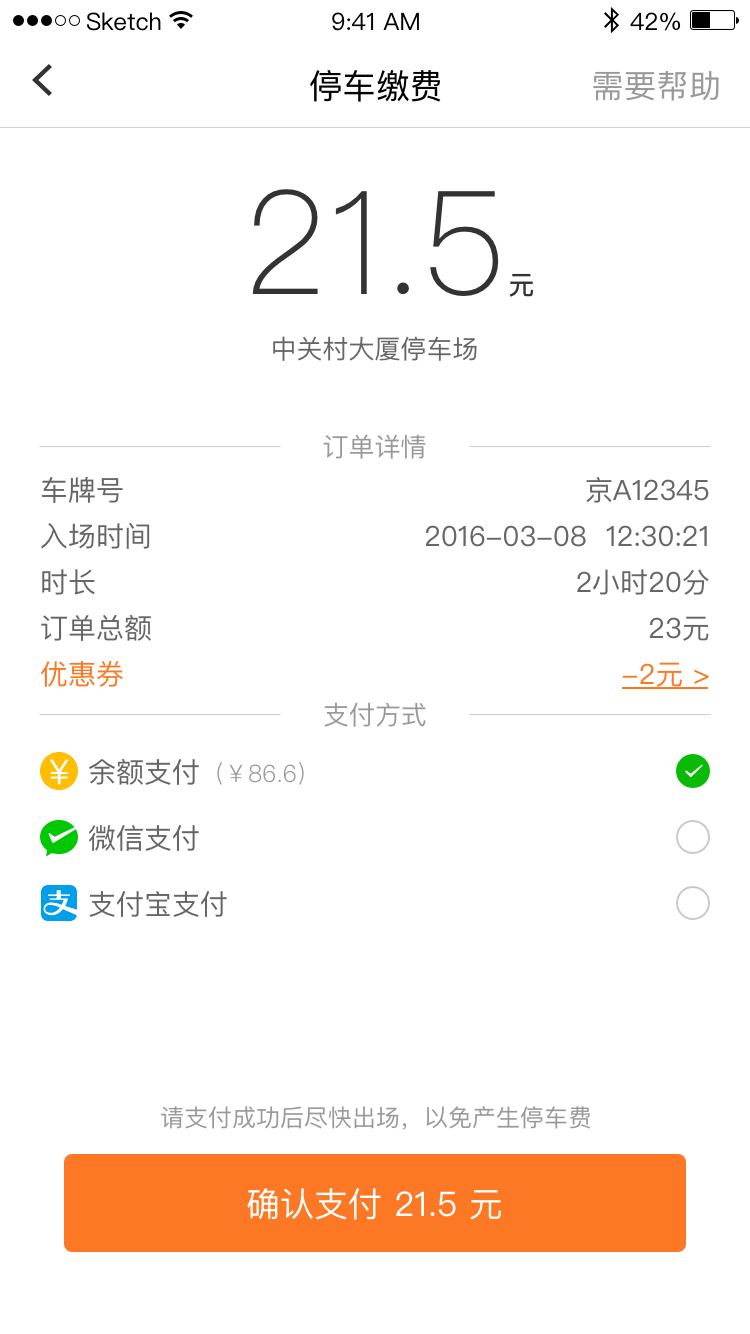 Sketch 9:41 AM 42%
停车缴费 需要帮助
21.5元
中关村大厦停车场
订单详情
车牌号 京A12345
入场时间 2016-03-08 12:30:21
时长 2小时20分
订单总额 23元
优惠券 -2元 >
支付方式
¥ 余额支付（¥86.6）
微信支付
支 支付宝支付
请支付成功后尽快出场，以免产生停车费
确认支付 21.5 元